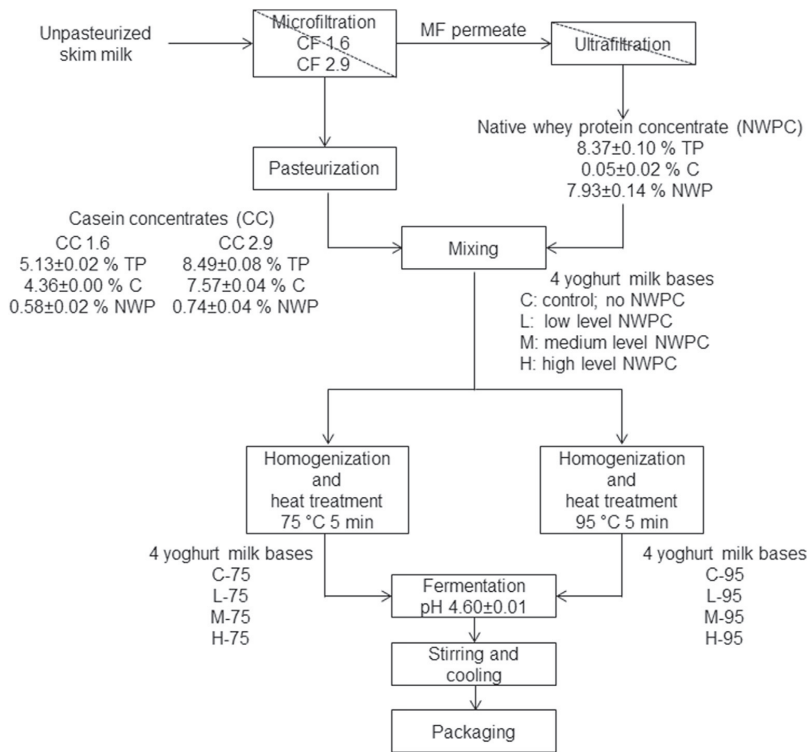 Unpasteurized
skim milk
Microfiltration
CF 1.6
CF 2.9
MF permeate
Ultrafiltration
Native whey protein concentrate (NWPC)
8.37±0.10 % TP
0.05±0.02 % C
7.93±0.14 % NWP
Pasteurization
Casein concentrates (CC)
CC 1.6
5.13±0.02 % TP
4.36±0.00 % C
0.58±0.02 % NWP
CC 2.9
8.49±0.08 % TP
7.57±0.04 % C
0.74±0.04 % NWP
Mixing
4 yoghurt milk bases
C: control; no NWPC
L: low level NWPC
M: medium level NWPC
H: high level NWPC
Homogenization
and
heat treatment
75 °C 5 min
Homogenization
and
heat treatment
95 °C 5 min
4 yoghurt milk bases
C-75
L-75
M-75
H-75
4 yoghurt milk bases
C-95
L-95
M-95
H-95
Fermentation
pH 4.60±0.01
Stirring and
cooling
Packaging